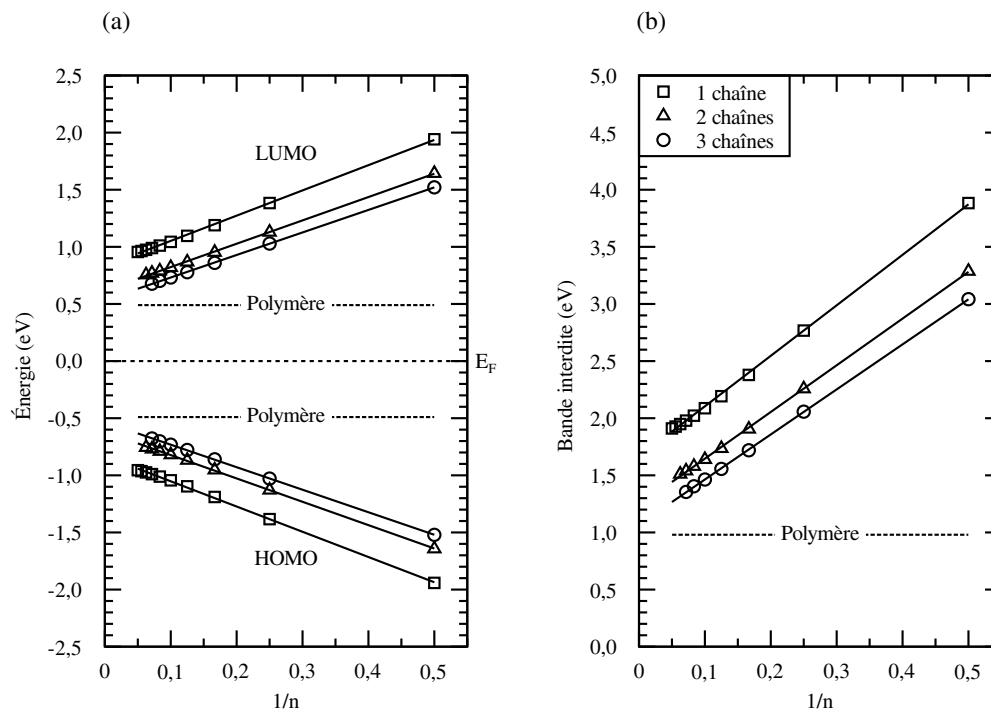 (a)
Énergie (eV)
2,5
2,0
1,5
1,0
0,5
0,0
-0,5
-1,0
-1,5
-2,0
-2,5
LUMO
Polymère
E_F
Polymère
HOMO
0
0,1
0,2
0,3
0,4
0,5
1/n
(b)
Bande interdite (eV)
5,0
4,5
4,0
3,5
3,0
2,5
2,0
1,5
1,0
0,5
0,0
1 chaîne
2 chaînes
3 chaînes
Polymère
0
0,1
0,2
0,3
0,4
0,5
1/n